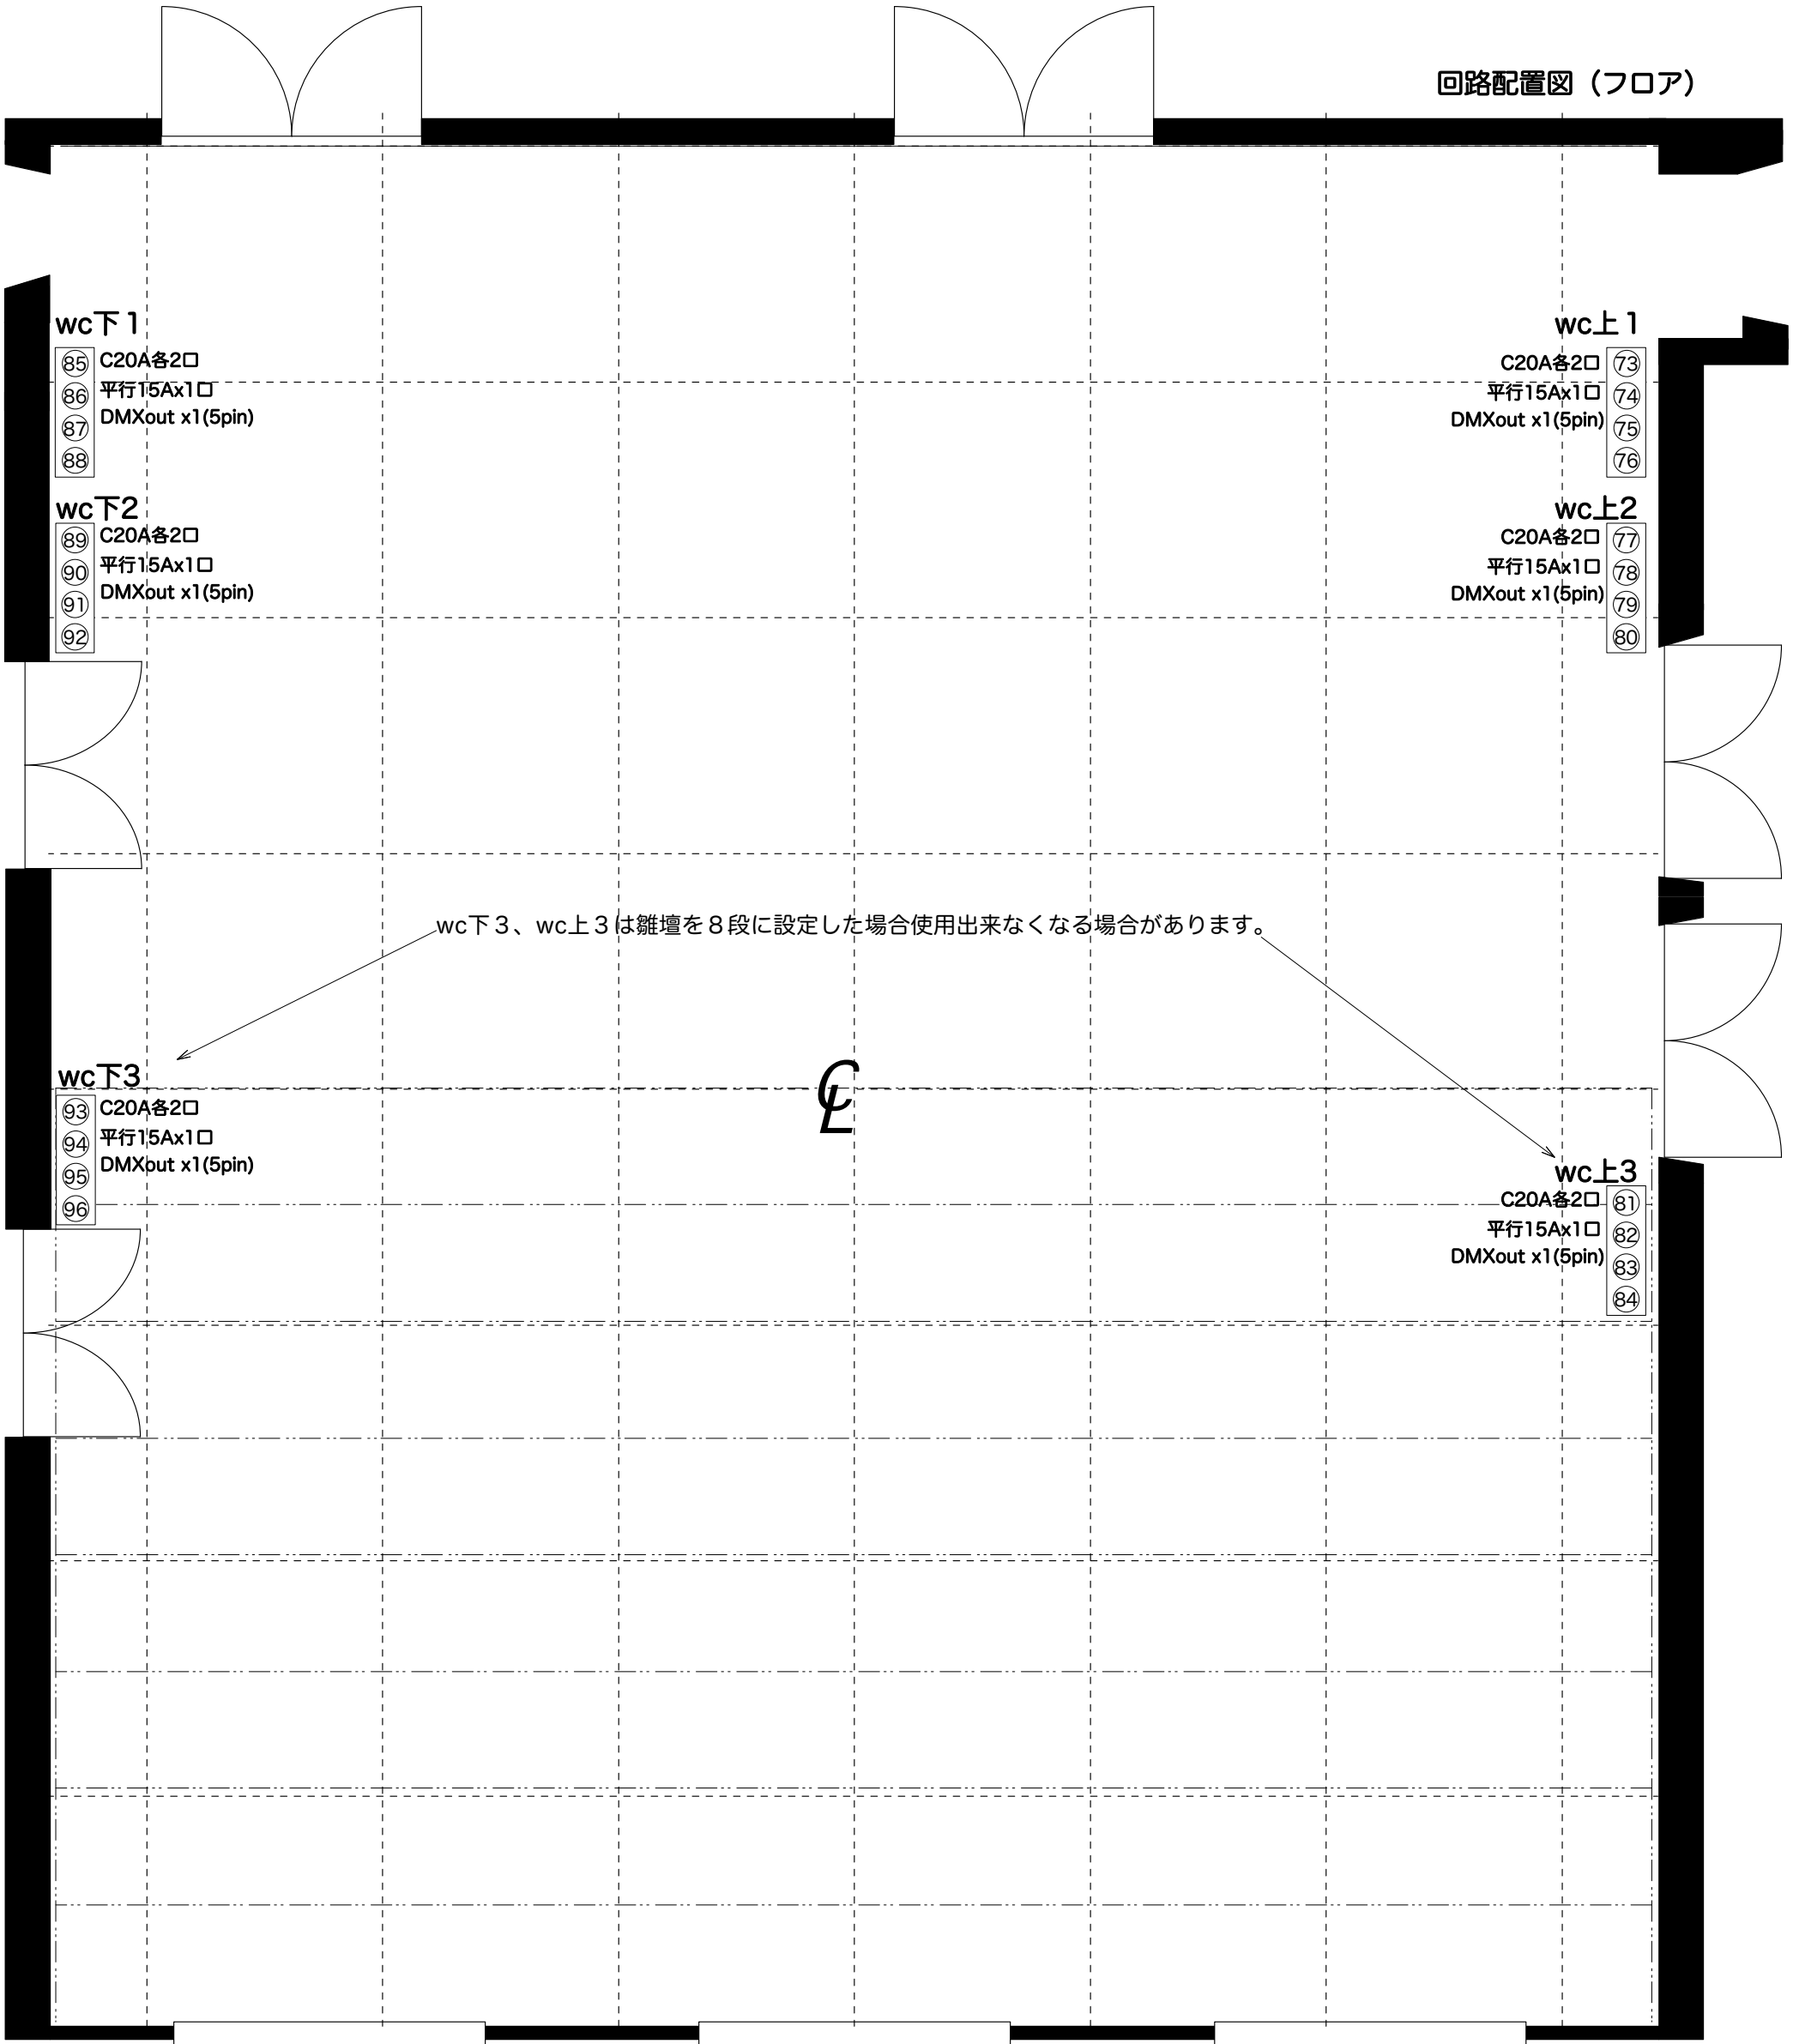 回路配置図（フロア）
wc下１
85
86
87
88
C20A各2口
平行15Ax1口
DMXout x1(5pin)
wc上１
C20A各2口
平行15Ax1口
DMXout x1(5pin)
73
74
75
76
wc下2
89
90
91
92
C20A各2口
平行15Ax1口
DMXout x1(5pin)
wc上2
C20A各2口
平行15Ax1口
DMXout x1(5pin)
77
78
79
80
wc下３、wc上３は雛壇を８段に設定した場合使用出来なくなる場合があります。
CL
wc下3
93
94
95
96
C20A各2口
平行15Ax1口
DMXout x1(5pin)
wc上3
C20A各2口
平行15Ax1口
DMXout x1(5pin)
81
82
83
84